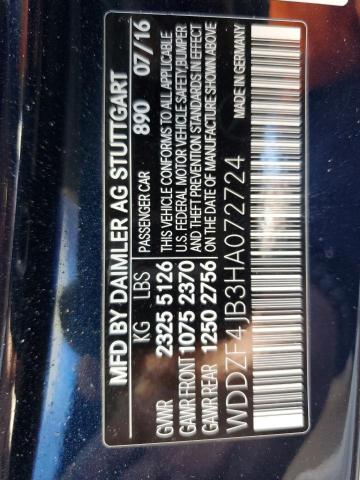 MFD BY DAIMLER AG STUTTGART
KG LBS PASSENGER CAR 890 07/16
GVWR 2325 5126 THIS VEHICLE CONFORMS TO ALL APPLICABLE
GAWR FRONT 1075 2370 U.S. FEDERAL MOTOR VEHICLE SAFETY, BUMPER
GAWR REAR 1250 2756 AND THEFT PREVENTION STANDARDS IN EFFECT
ON THE DATE OF MANUFACTURE SHOWN ABOVE
WDDZF4JB3HA072724
MADE IN GERMANY